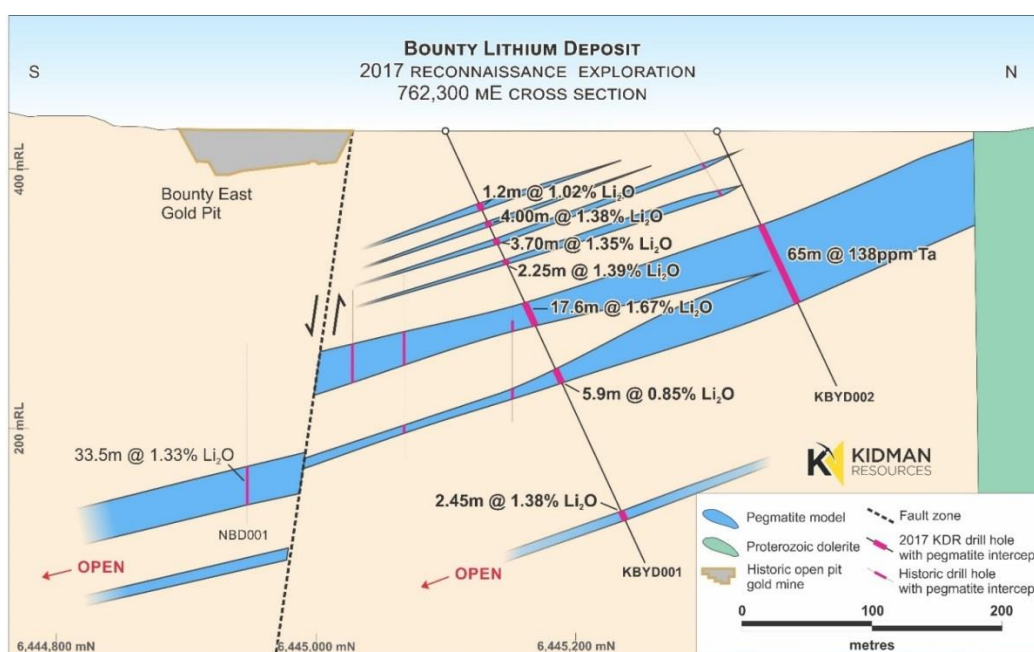 BOUNTY LITHIUM DEPOSIT
2017 RECONNAISSANCE EXPLORATION
762,300 ME CROSS SECTION
S
N
400 mRL
Bounty East
Gold Pit
1.2m @ 1.02% Li₂O
4.00m @ 1.38% Li₂O
3.70m @ 1.35% Li₂O
2.25m @ 1.39% Li₂O
65m @ 138ppm Ta
17.6m @ 1.67% Li₂O
5.9m @ 0.85% Li₂O
KBYD002
200 mRL
33.5m @ 1.33% Li₂O
KIDMAN
RESOURCES
2.45m @ 1.38% Li₂O
NBD001
OPEN
OPEN
KBYD001
Pegmatite model
Proterozoic dolerite
Historic open pit
gold mine
Fault zone
2017 KDR drill hole
with pegmatite intercep
Historic drill hole
with pegmatite intercep
0 100 200
metres
6,444,800 mN
6,445,000 mN
6,445,200 mN